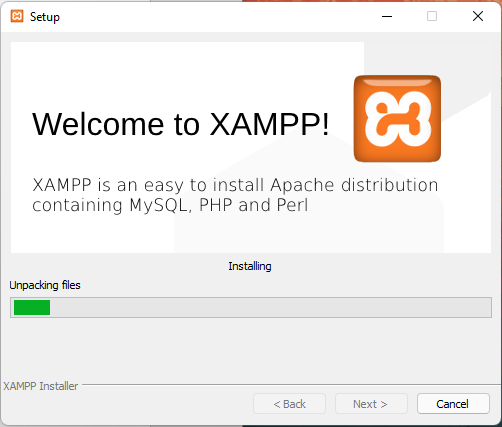 Setup
Welcome to XAMPP!
XAMPP is an easy to install Apache distribution
containing MySQL, PHP and Perl
Installing
Unpacking files
XAMPP Installer
< Back
Next >
Cancel